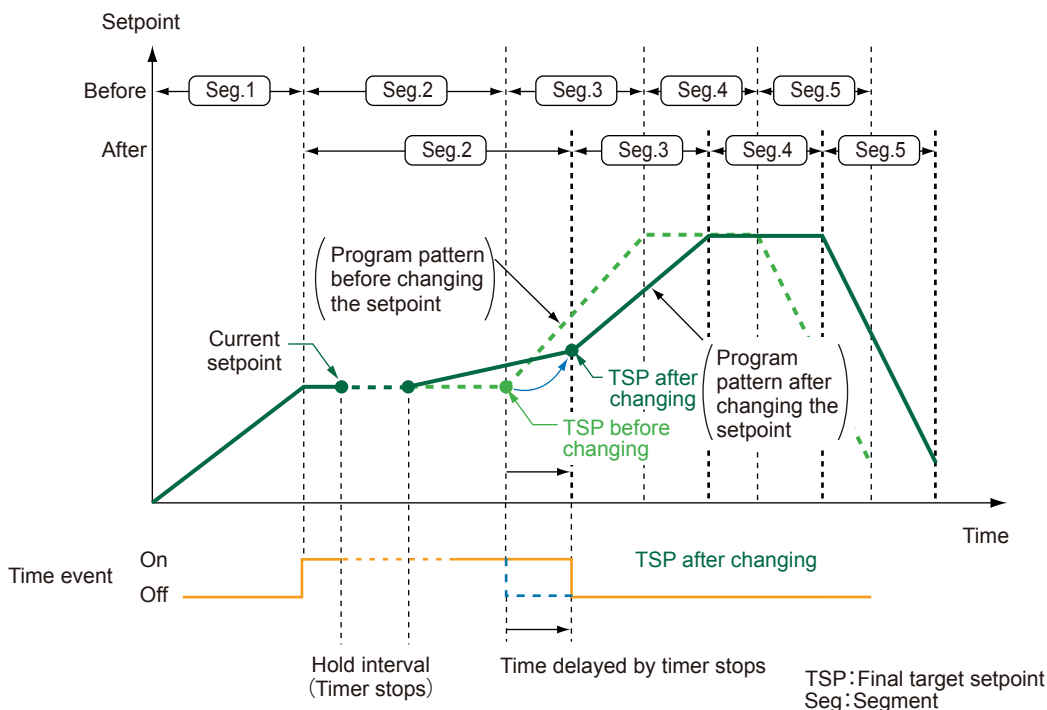 Setpoint
Before
Seg.1
Seg.2
Seg.3
Seg.4
Seg.5
After
Seg.2
Seg.3
Seg.4
Seg.5
(Program pattern
before changing
the setpoint)
Current
setpoint
TSP after
changing
(Program
pattern after
changing the
setpoint)
TSP before
changing
Time
Time event
On
Off
TSP after changing
Hold interval
(Timer stops)
Time delayed by timer stops
TSP:Final target setpoint
Seg:Segment